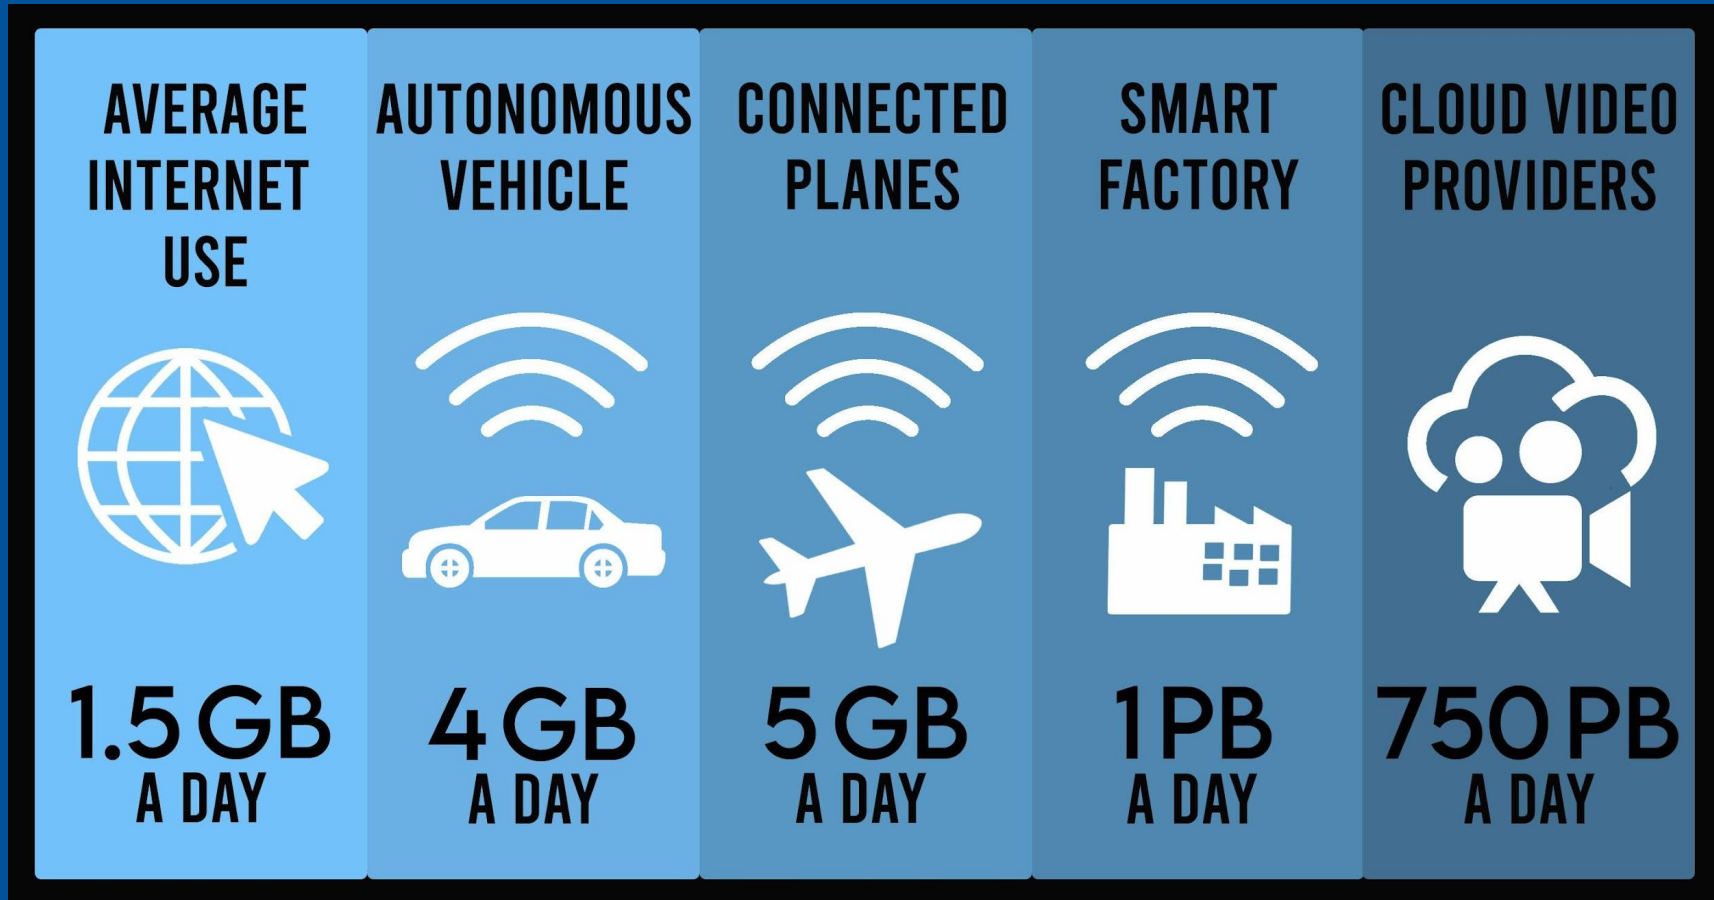 AVERAGE
INTERNET
USE
1.5 GB
A DAY
AUTONOMOUS
VEHICLE
4 GB
A DAY
CONNECTED
PLANES
5 GB
A DAY
SMART
FACTORY
1 PB
A DAY
CLOUD VIDEO
PROVIDERS
750 PB
A DAY